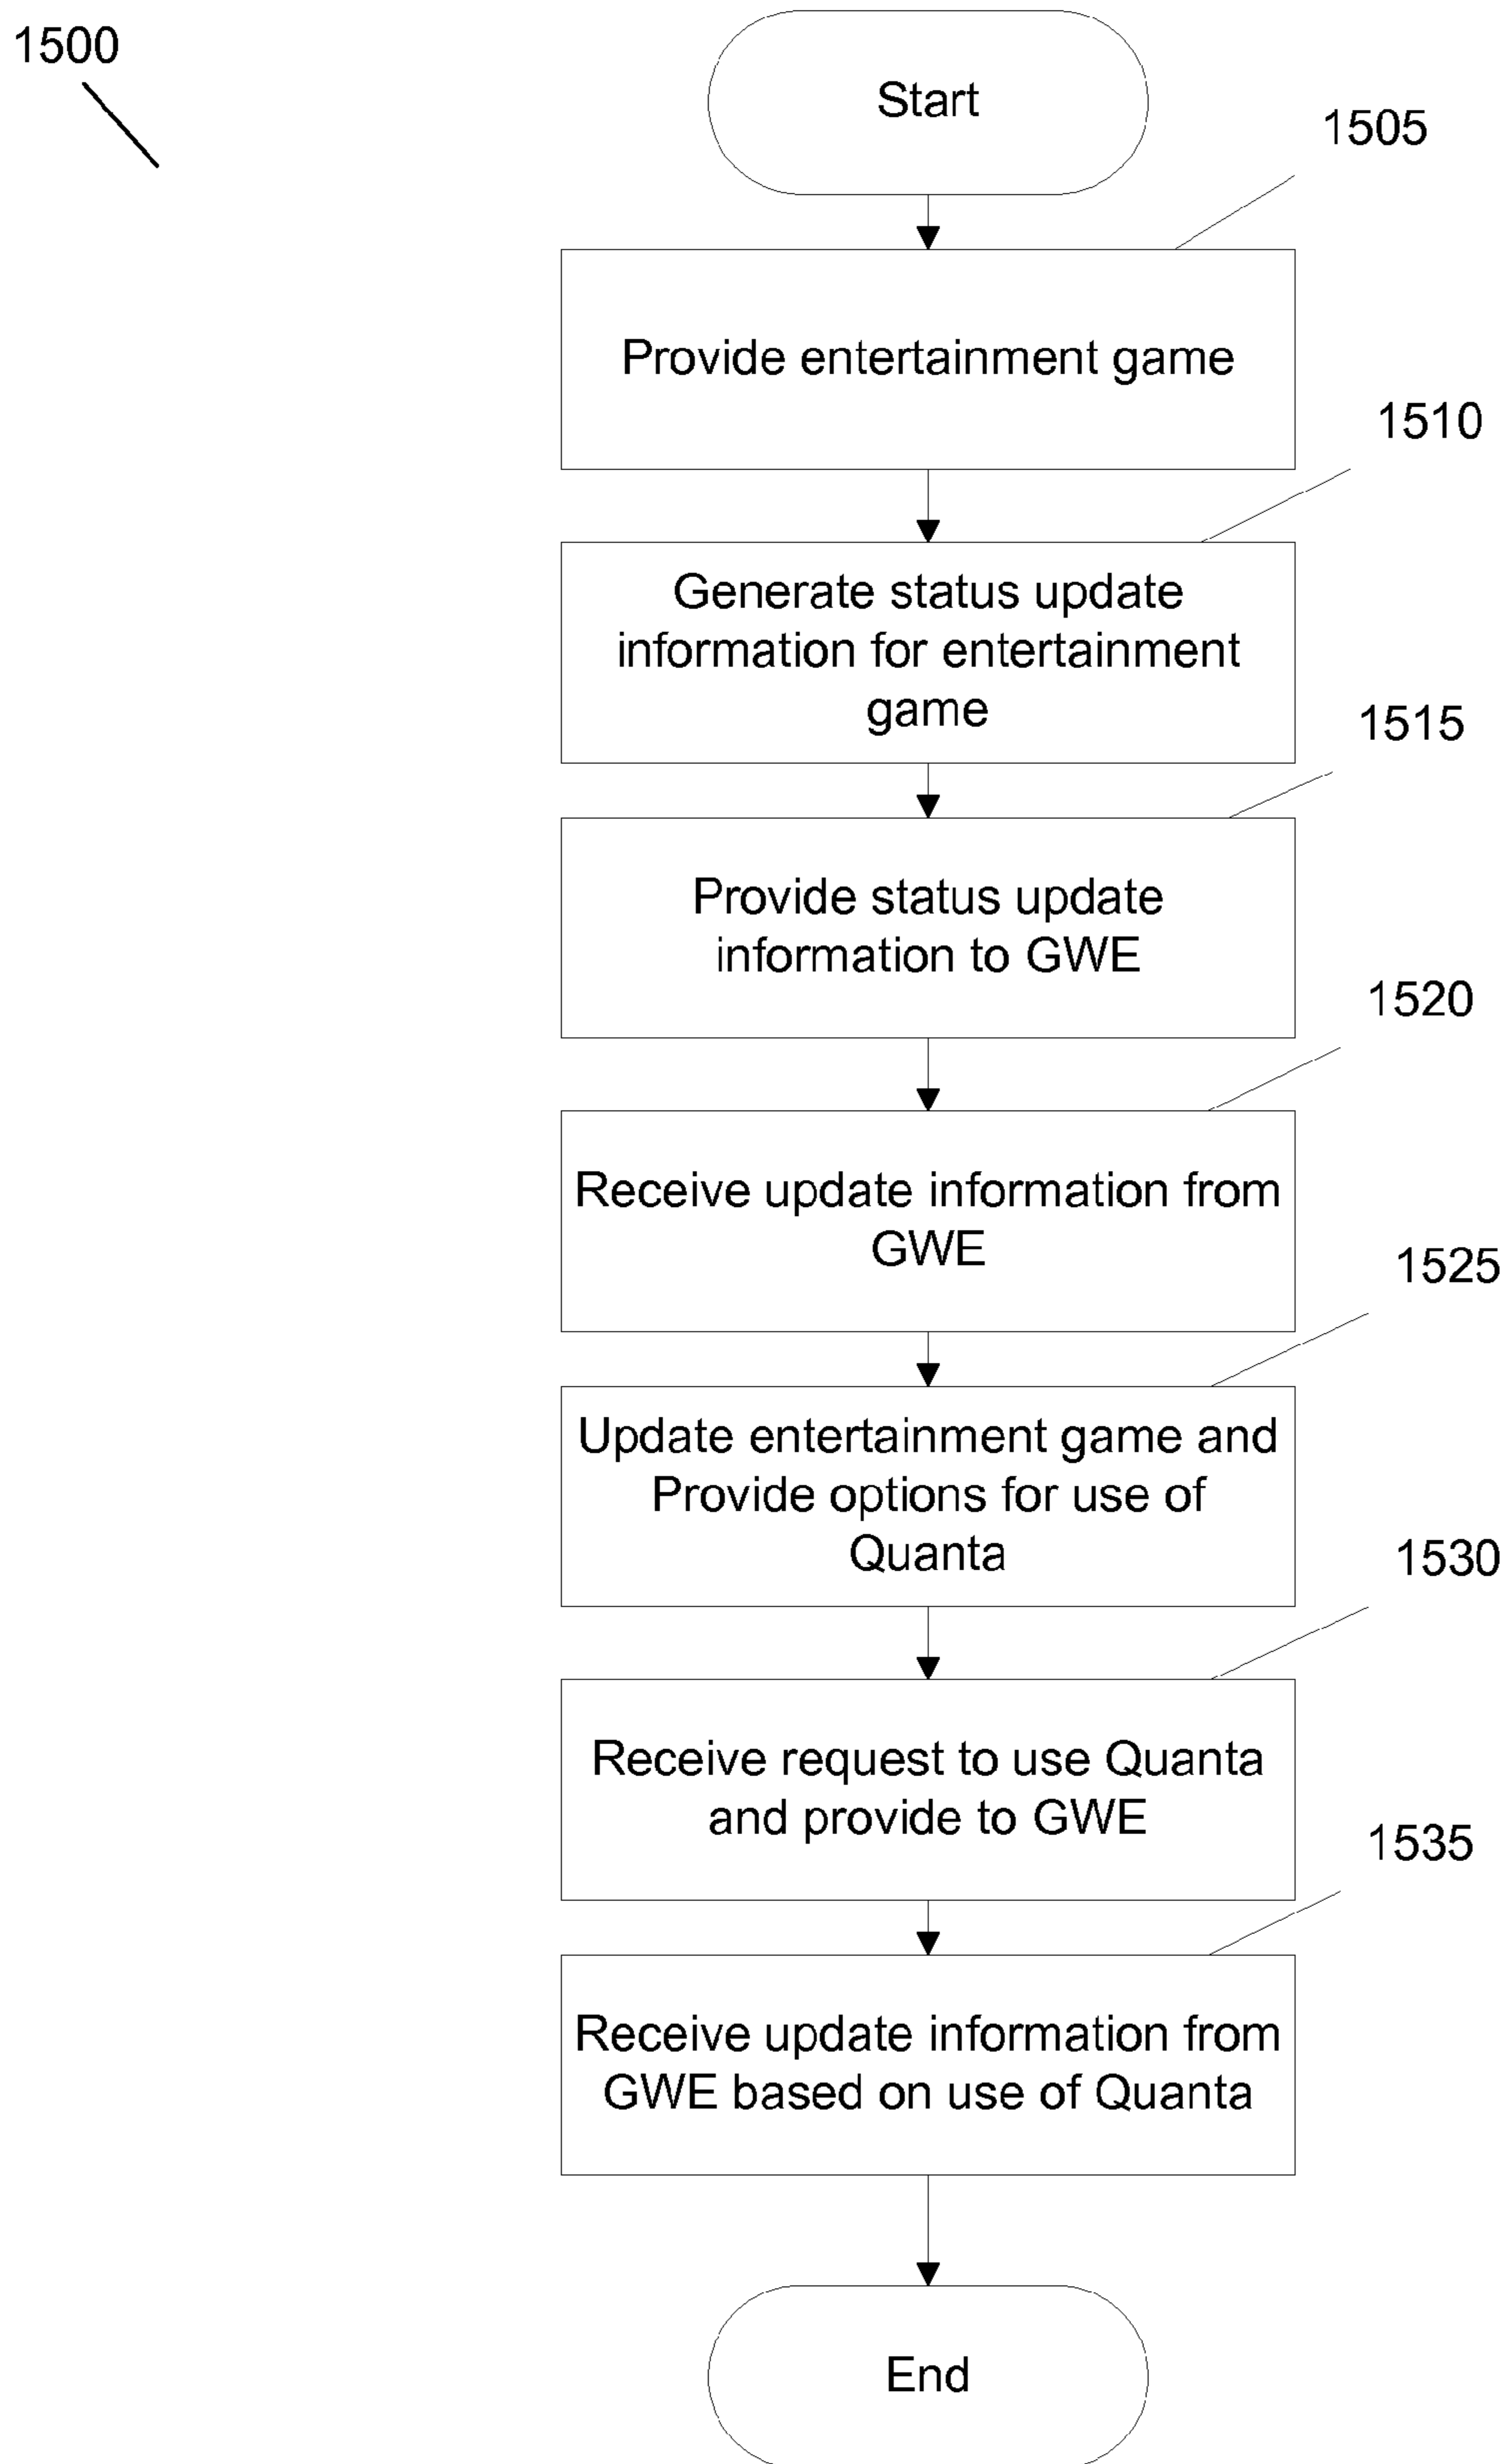 1500
Start
1505
Provide entertainment game
1510
Generate status update
information for entertainment
game
1515
Provide status update
information to GWE
1520
Receive update information from
GWE
1525
Update entertainment game and
Provide options for use of
Quanta
1530
Receive request to use Quanta
and provide to GWE
1535
Receive update information from
GWE based on use of Quanta
End